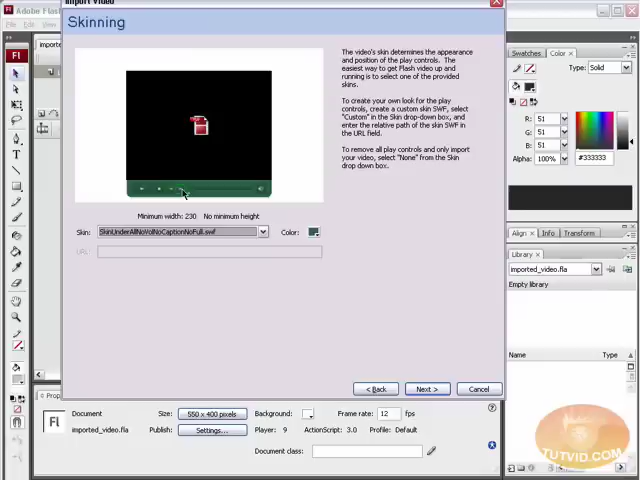 Import Video
Skinning
Adobe Flash
File
The video's skin determines the appearance
and position of the play controls. The
easiest way to get Flash video up and
running is to select one of the provided
skins.
To create your own look for the play
controls, create a custom skin SWF, select
"Custom" in the Skin drop-down box, and
enter the relative path of the skin SWF in
the URL field.
To remove all play controls and only import
your video, select "None" from the Skin
drop down box.
Minimum width: 230 No minimum height
Skin: SkinUnderAllNoVolNoCaptionNoFull.swf Color:
URL:
< Back Next > Cancel
Swatches Color
Type: Solid
R: 51
G: 51
B: 51
Alpha: 100% #333333
Align Info Transform
Library
imported_video.fla
Empty library
Name Type
Fl
Document Size: 550 x 400 pixels Background: Frame rate: 12 fps
imported_video.fla Publish: Settings... Player: 9 ActionScript: 3.0 Profile: Default
Document class:
TUTVID.COM